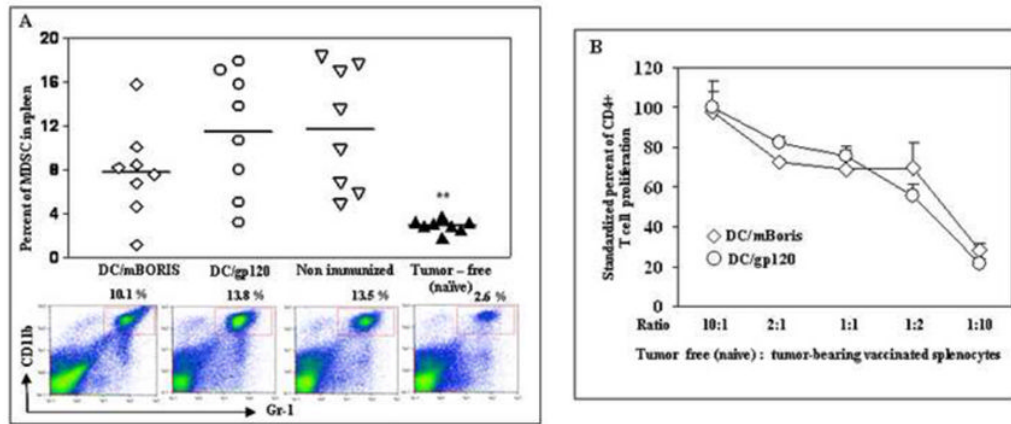 A
20
16
12
8
4
0
Percent of MDSC in spleen
**
DC/mBORIS
DC/gp120
Non immunized
Tumor – free
(naïve)
10.1 %
13.8 %
13.5 %
2.6 %
CD11b
Gr-1
B
120
100
80
60
40
20
0
Standardized percent of CD4+
T cell proliferation
DC/mBoris
DC/gp120
Ratio
10:1
2:1
1:1
1:2
1:10
Tumor free (naive) : tumor-bearing vaccinated splenocytes